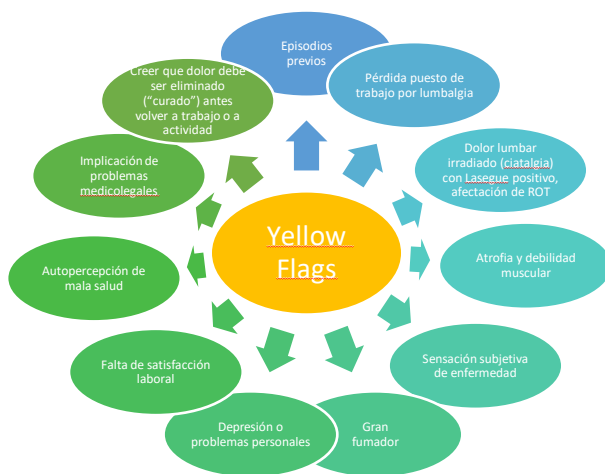 Episodios
previos
Pérdida puesto de
trabajo por lumbalgia
Dolor lumbar
irradiado (ciatalgia)
con Lasegue positivo,
afectación de ROT
Atrofia y debilidad
muscular
Sensación subjetiva
de enfermedad
Gran
fumador
Depresión o
problemas personales
Falta de satisfacción
laboral
Autopercepción de
mala salud
Implicación de
problemas
medicolegales
Creer que dolor debe
ser eliminado
("curado") antes
volver a trabajo o a
actividad
Yellow
Flags